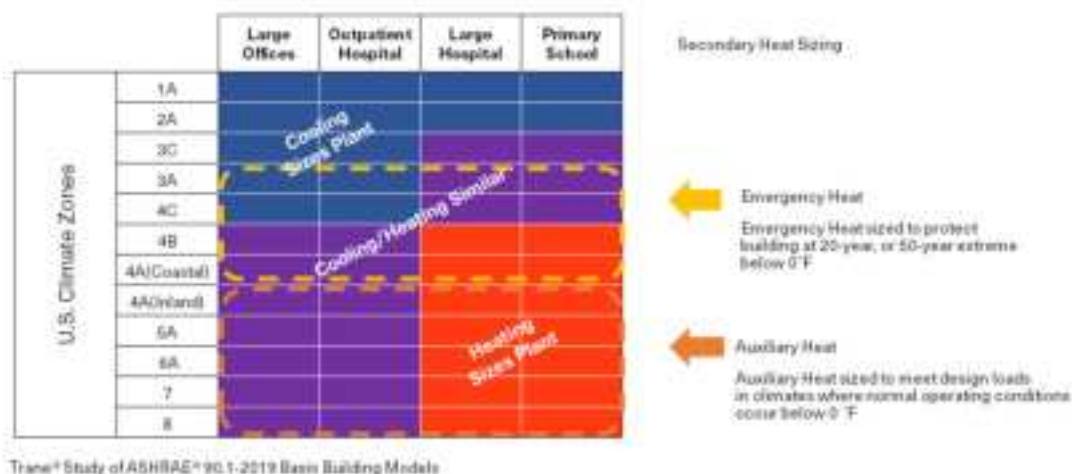 Large Offices
Outpatient Hospital
Large Hospital
Primary School
Secondary Heat Sizing
U.S. Climate Zones
1A
2A
3C
3A
4C
4B
4A(Coastal)
4A(Inland)
5A
6A
7
8
Cooling
Sizes Plant
Cooling/Heating Similar
Heating
Sizes Plant
Emergency Heat
Emergency Heat sized to protect
building at 20-year, or 50-year extreme
below 0°F
Auxiliary Heat
Auxiliary Heat sized to meet design loads
in climates where normal operating conditions
occur below 0 °F
Trane® Study of ASHRAE® 90.1-2019 Basis Building Models